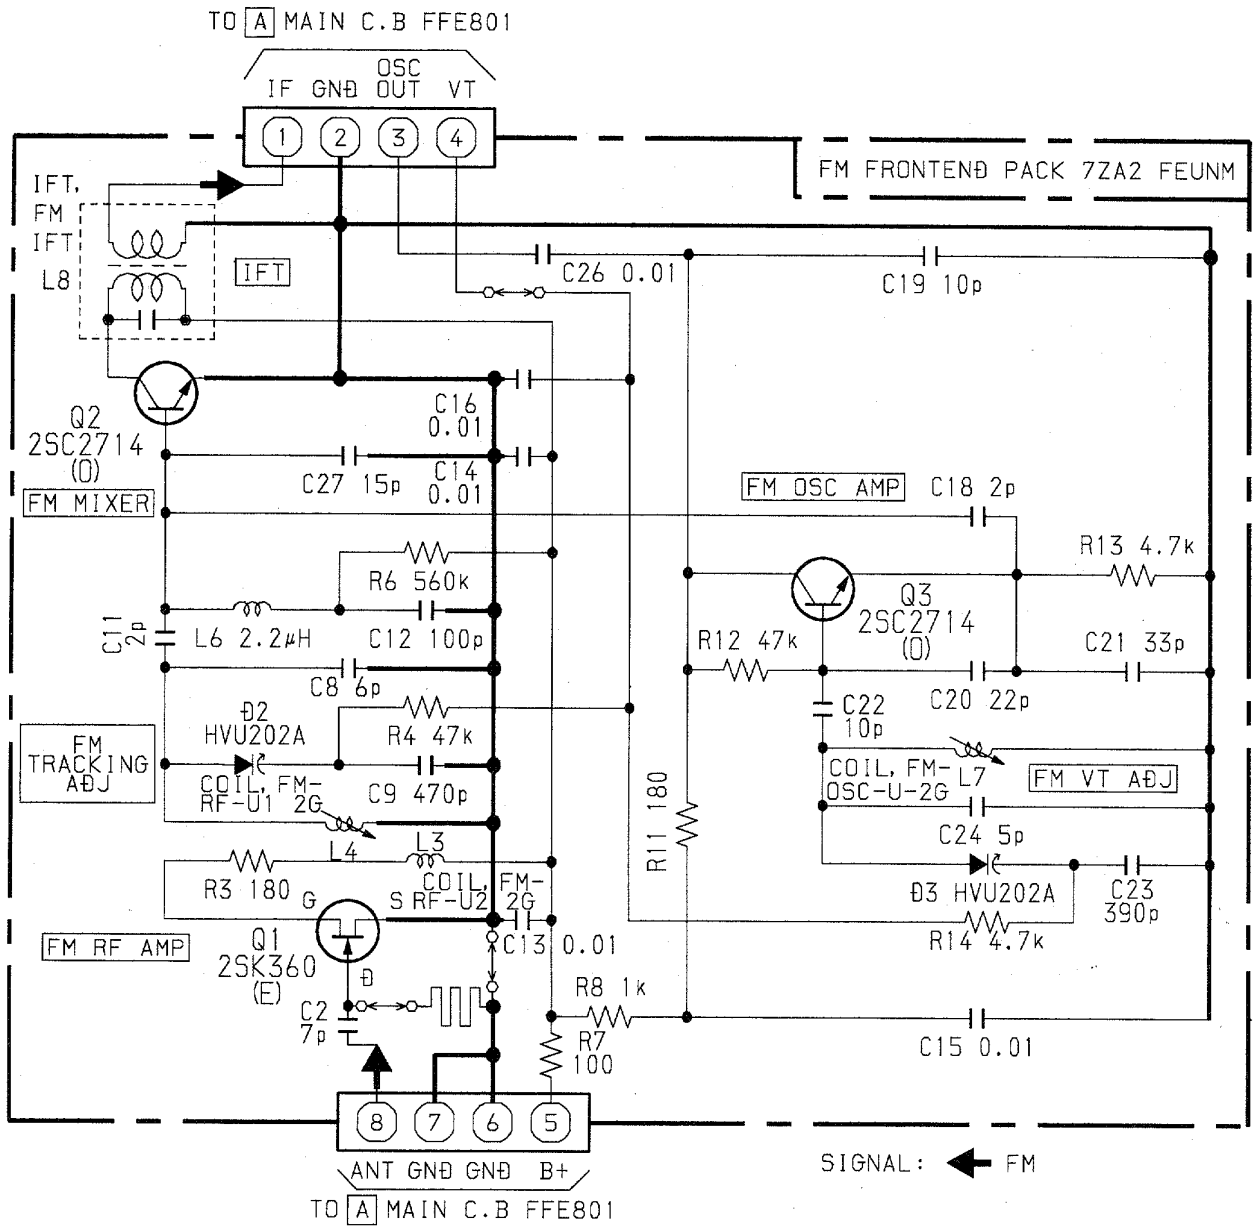 TO A MAIN C.B FFE801
IF GND OSC OUT VT
1 2 3 4
FM FRONTEND PACK 7ZA2 FEUNM
IFT,
FM
IFT
L8
IFT
C26 0.01
C19 10p
Q2
2SC2714
(O)
C16
0.01
C27 15p
C14
0.01
FM MIXER
FM OSC AMP
C18 2p
R13 4.7k
R6 560k
Q3
2SC2714
(O)
C11
2p
L6 2.2μH
C12 100p
R12 47k
C21 33p
C8 6p
C20 22p
C22
10p
D2
HVU202A
R4 47k
FM
TRACKING
ADJ
COIL, FM-
RF-U1 2G
C9 470p
COIL, FM-
OSC-U-2G
L7
FM VT ADJ
R11 180
L4
L3
C24 5p
R3 180
COIL, FM-
RF-U2 2G
D3 HVU202A
C23
390p
G
S
FM RF AMP
Q1
2SK360
(E)
D
C13 0.01
R14 4.7k
C2
7p
R8 1k
R7
100
C15 0.01
8 7 6 5
ANT GND GND B+
SIGNAL: FM
TO A MAIN C.B FFE801